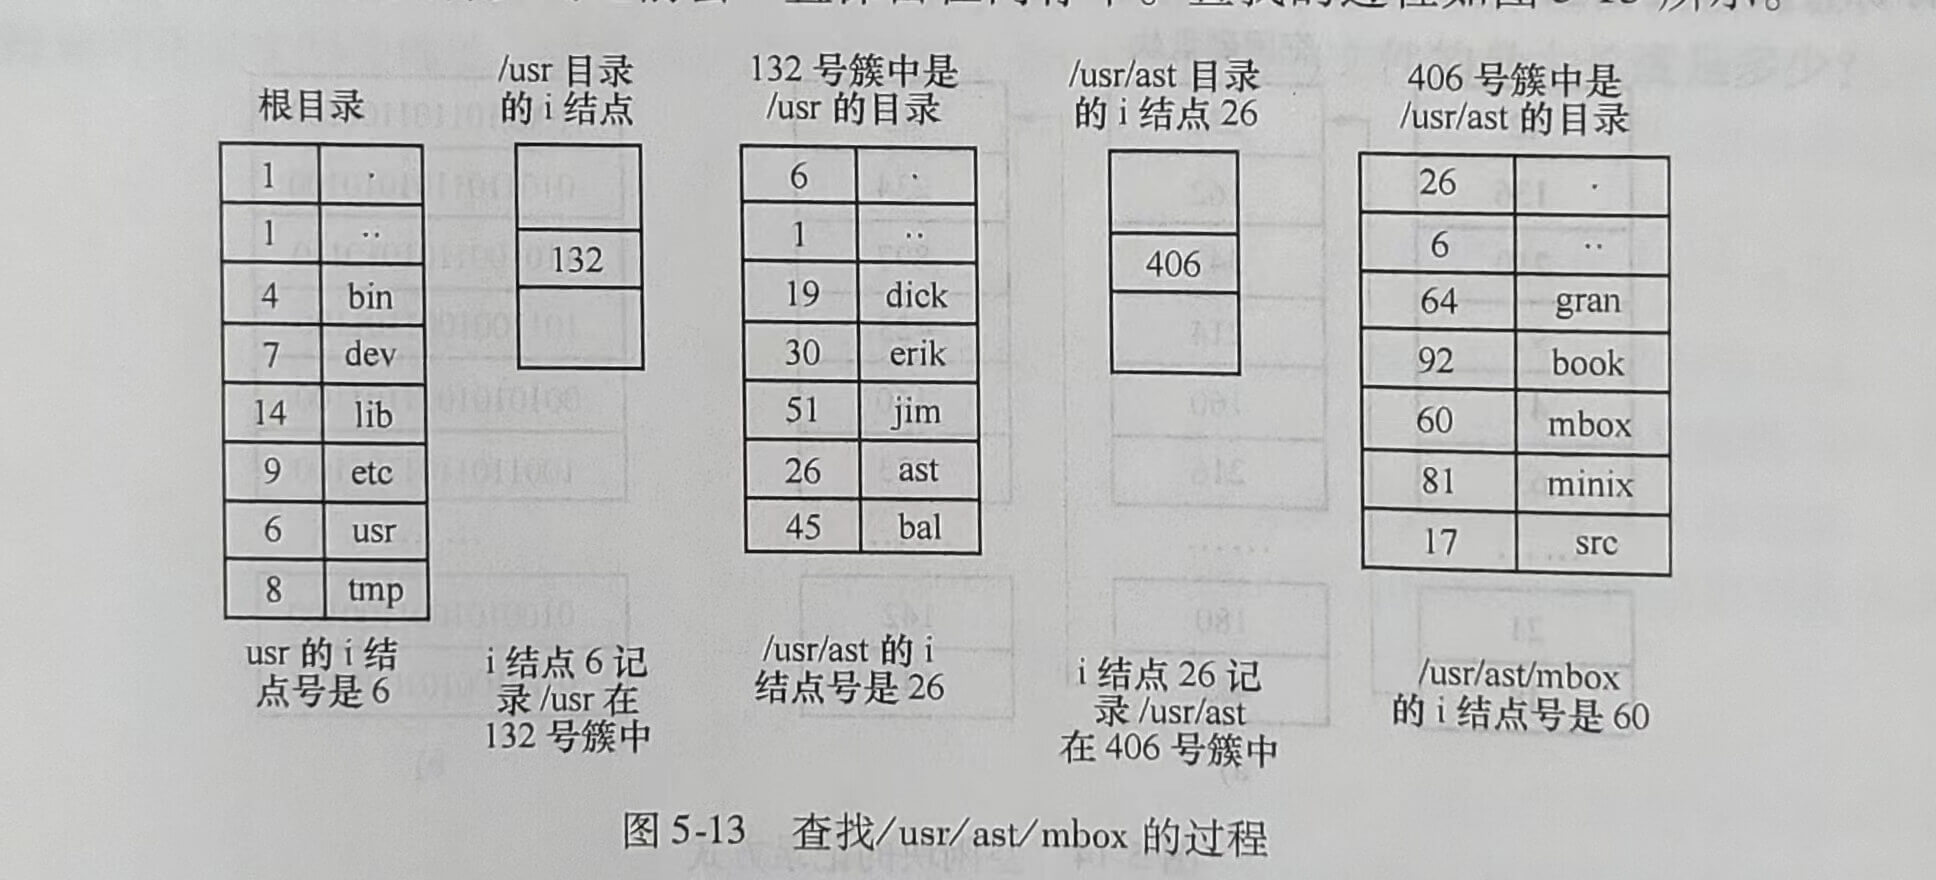 图 5-13 所示。
根目录
1 .
1 ..
4 bin
7 dev
14 lib
9 etc
6 usr
8 tmp
usr 的 i 结
点号是 6
/usr 目录
的 i 结点
132
i 结点 6 记
录 /usr 在
132 号簇中
132 号簇中是
/usr 的目录
6 .
1 ..
19 dick
30 erik
51 jim
26 ast
45 bal
/usr/ast 的 i
结点号是 26
/usr/ast 目录
的 i 结点 26
406
i 结点 26 记
录 /usr/ast
在 406 号簇中
406 号簇中是
/usr/ast 的目录
26 .
6 ..
64 gran
92 book
60 mbox
81 minix
17 src
/usr/ast/mbox
的 i 结点号是 60
图 5-13 查找/usr/ast/mbox 的过程